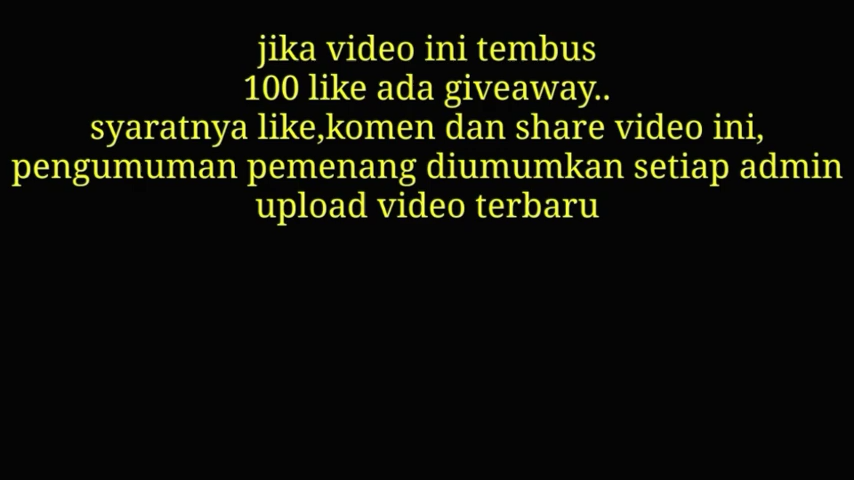 jika video ini tembus
100 like ada giveaway..
syaratnya like,komen dan share video ini,
pengumuman pemenang diumumkan setiap admin
upload video terbaru